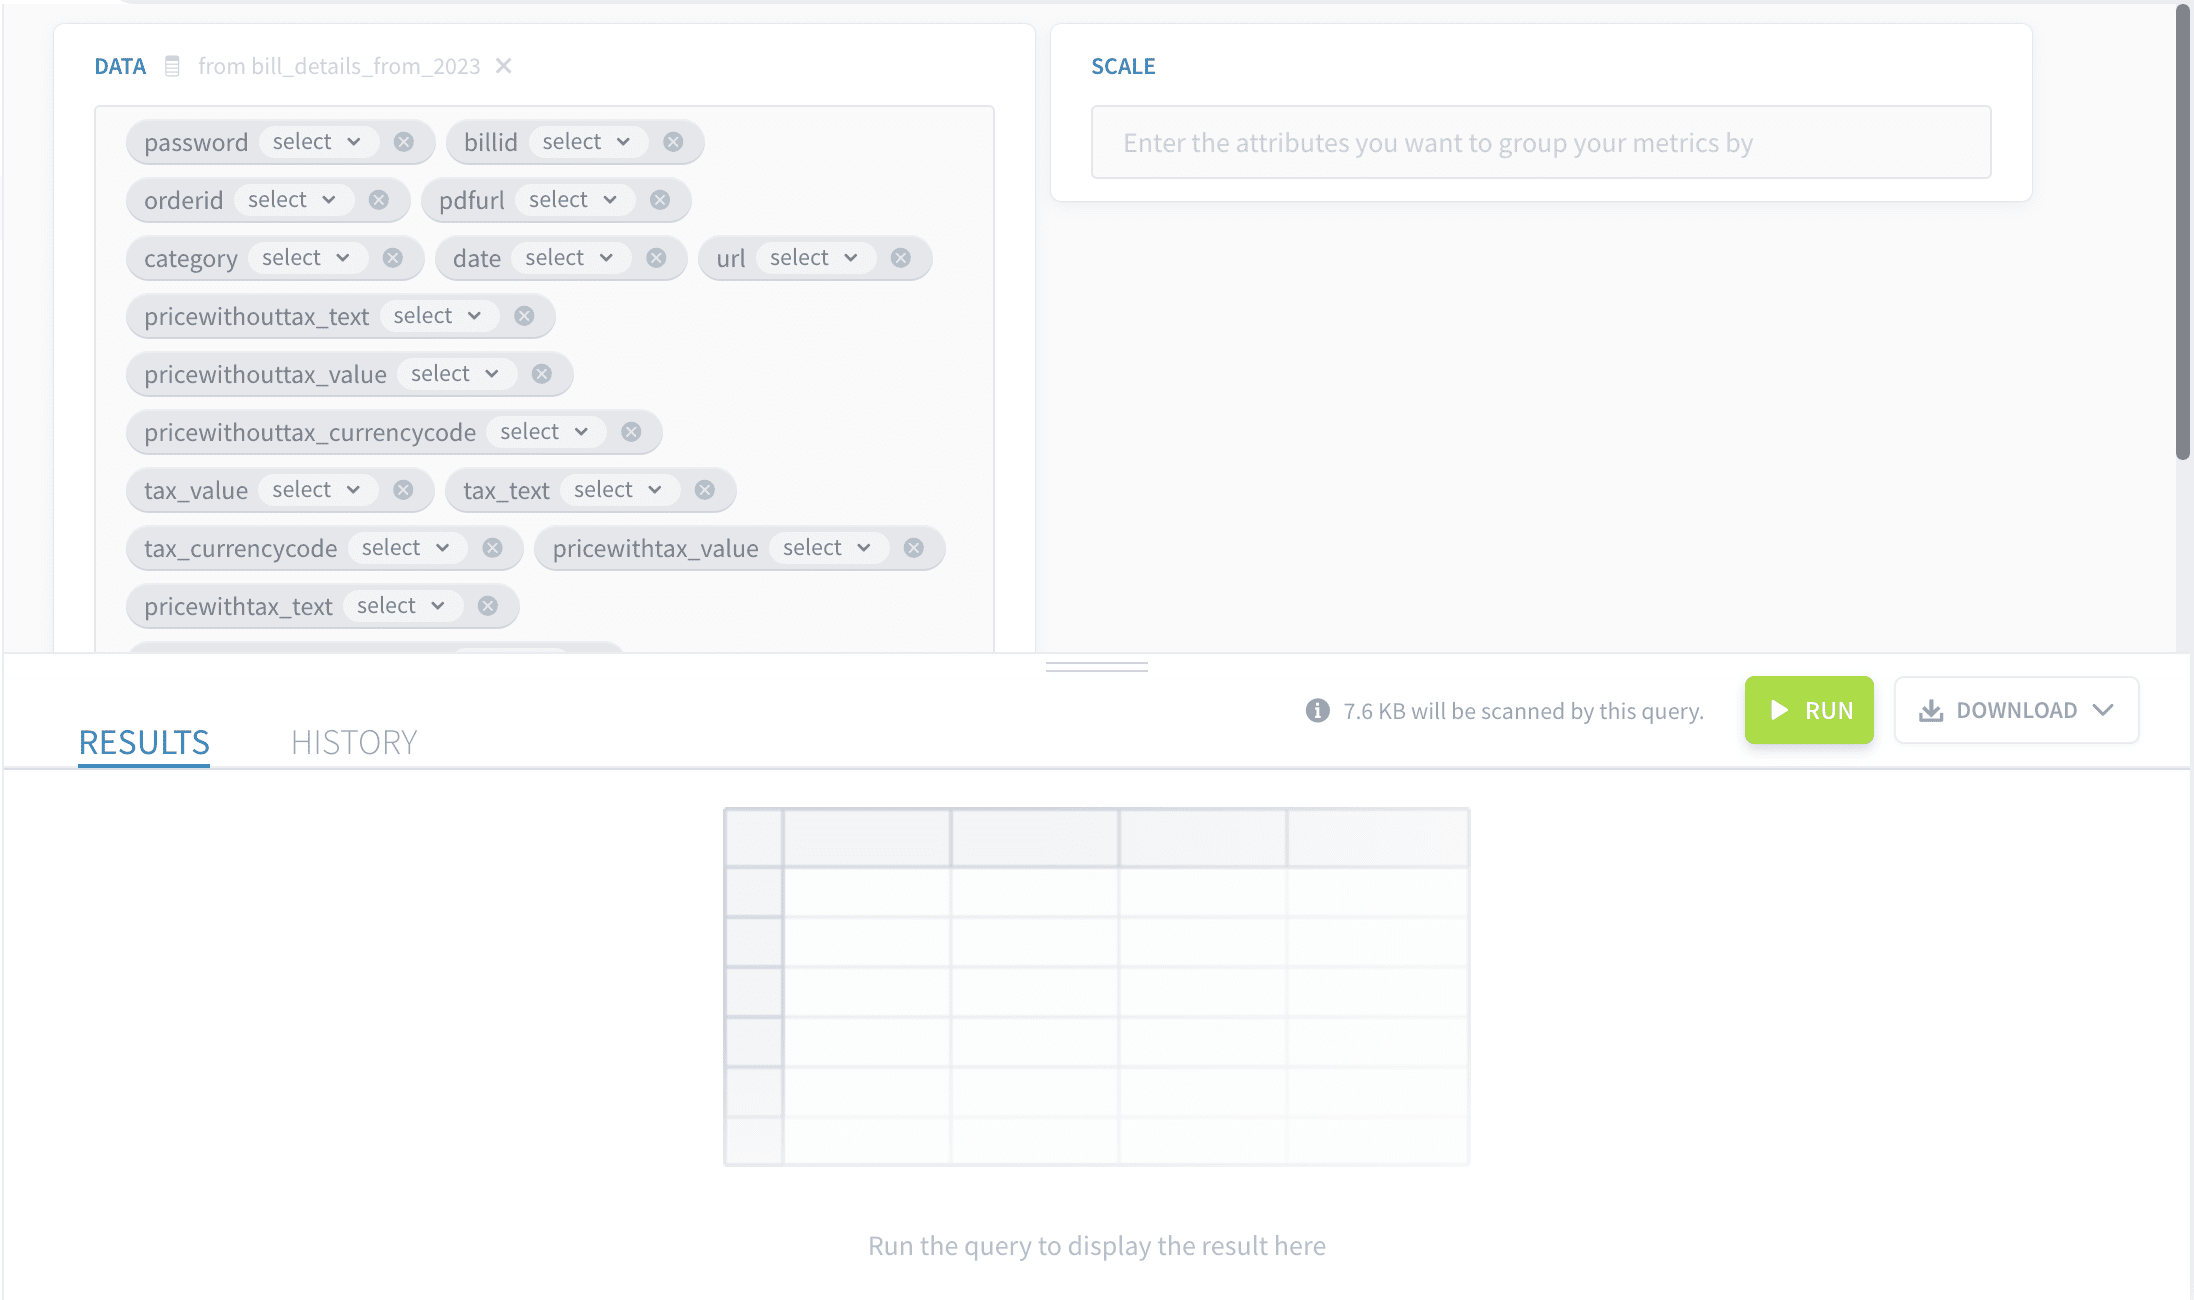 DATA from bill_details_from_2023
SCALE
password select billid select
Enter the attributes you want to group your metrics by
orderid select pdfurl select
category select date select url select
pricewithouttax_text select
pricewithouttax_value select
pricewithouttax_currencycode select
tax_value select tax_text select
tax_currencycode select pricewithtax_value select
pricewithtax_text select
7.6 KB will be scanned by this query.
RUN
DOWNLOAD
RESULTS HISTORY
Run the query to display the result here